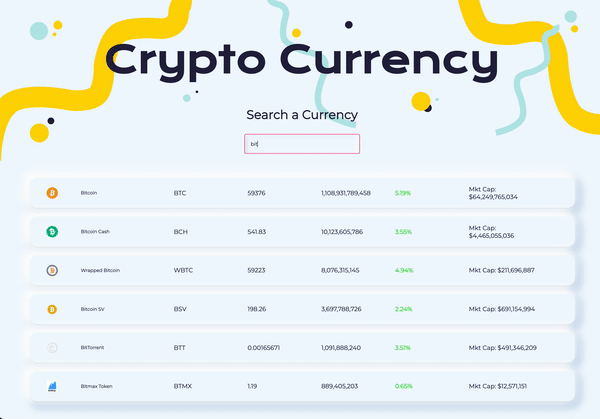 Crypto Currency
Search a Currency
bit
Bitcoin BTC 59376 1,108,931,789,458 5.19% Mkt Cap: $64,249,765,034
Bitcoin Cash BCH 541.83 10,123,605,786 3.55% Mkt Cap: $4,465,055,036
Wrapped Bitcoin WBTC 59223 8,076,315,145 4.94% Mkt Cap: $211,696,887
Bitcoin SV BSV 198.26 3,697,788,726 2.24% Mkt Cap: $691,154,994
BitTorrent BTT 0.00165671 1,091,888,240 3.51% Mkt Cap: $491,346,209
Bitmax Token BTMX 1.19 889,405,203 0.65% Mkt Cap: $12,571,151